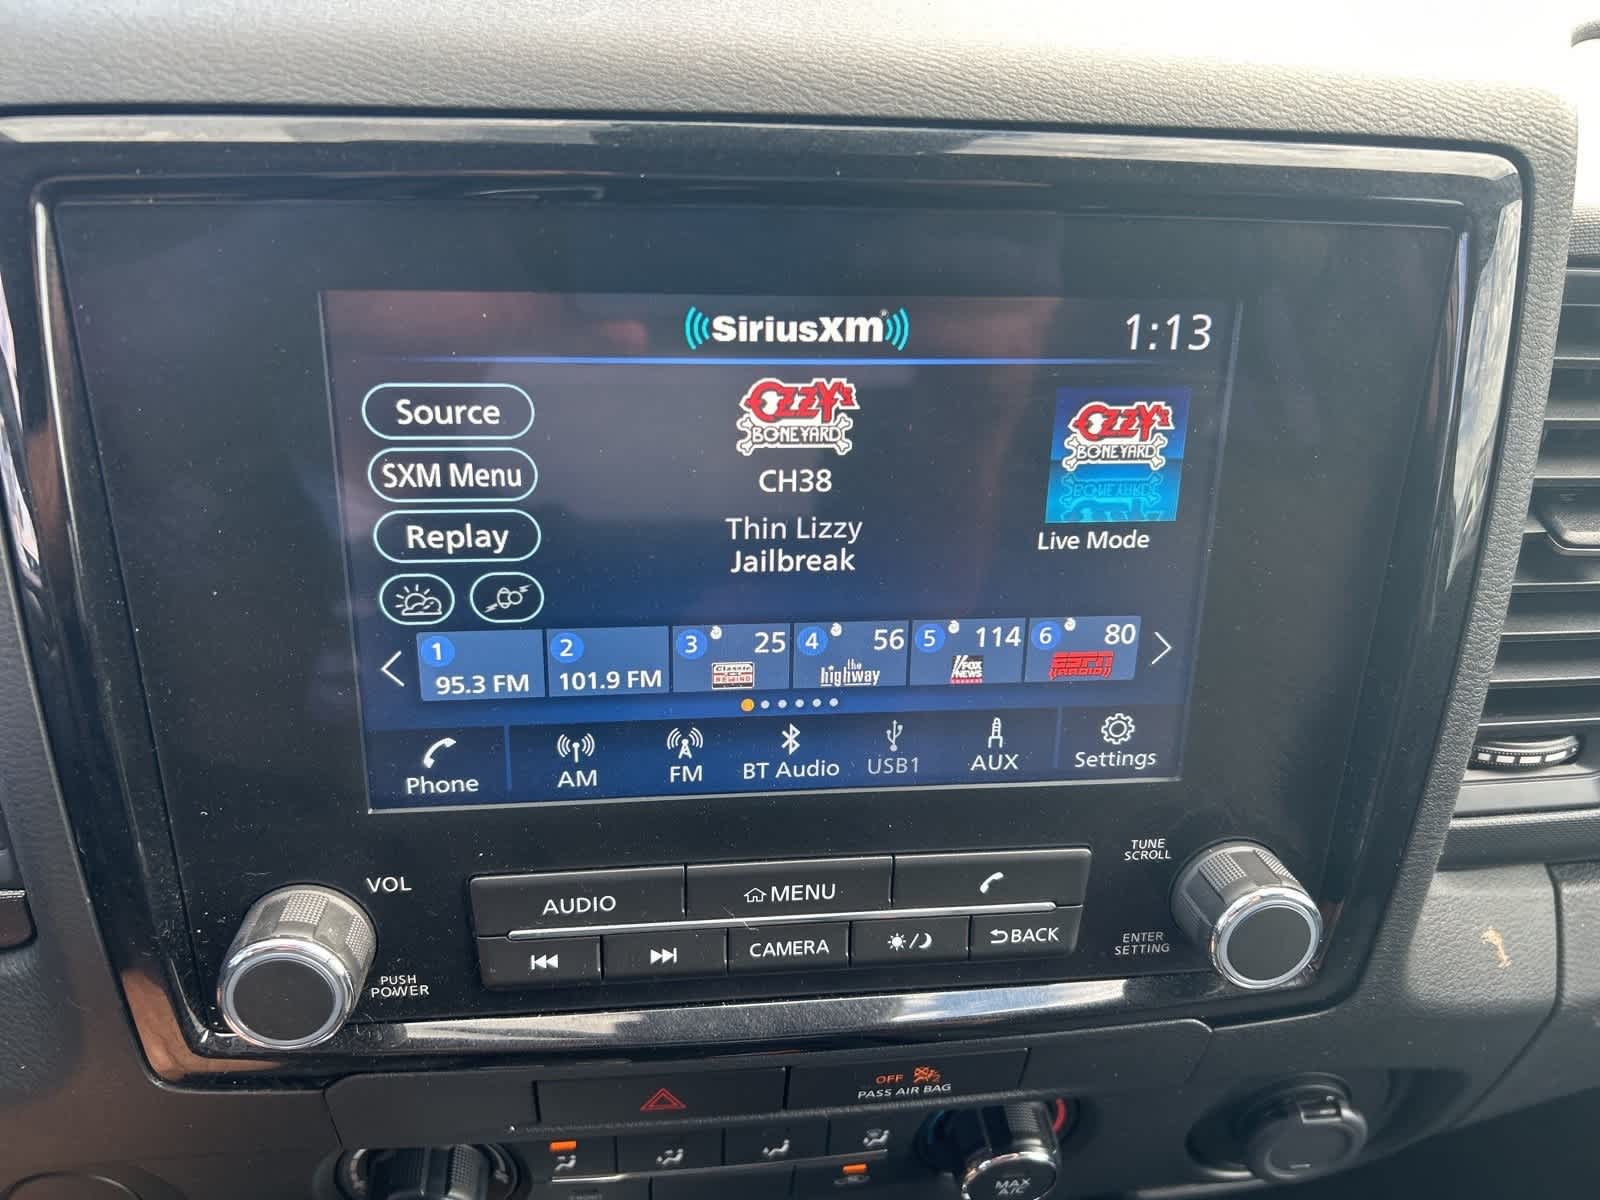 SiriusXM
1:13
Source
SXM Menu
Replay
OZZY's
BONEYARD
CH38
Thin Lizzy
Jailbreak
OZZY's
BONEYARD
Live Mode
1
95.3 FM
2
101.9 FM
3
25
Classic
REWIND
4
56
the
highway
5
114
FOX
NEWS
6
80
ESPN
RADIO
Phone
AM
FM
BT Audio
USB1
AUX
Settings
VOL
PUSH
POWER
AUDIO
MENU
CAMERA
BACK
TUNE
SCROLL
ENTER
SETTING
OFF
2
PASS AIR BAG
MAX
A/C